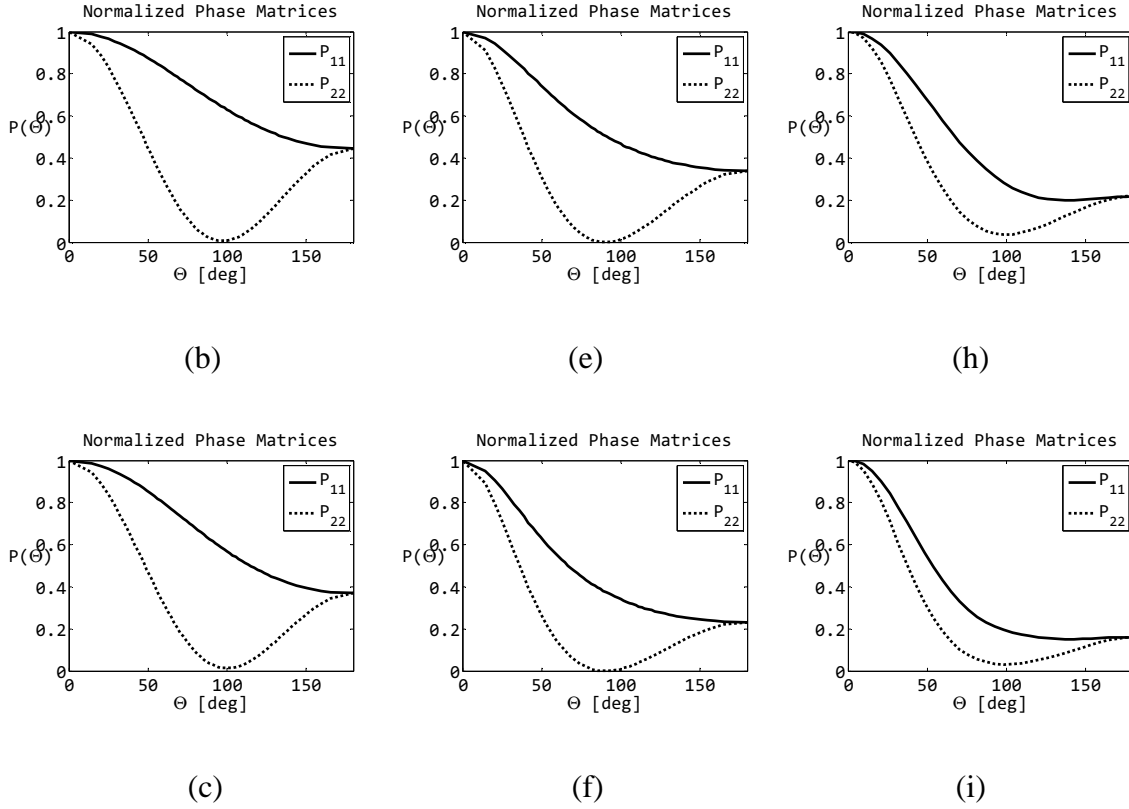 Normalized Phase Matrices
1
0.8
0.6
0.4
0.2
0
P(Θ)
P11
P22
0 50 100 150
Θ [deg]
(b)
Normalized Phase Matrices
1
0.8
0.6
0.4
0.2
0
P(Θ)
P11
P22
0 50 100 150
Θ [deg]
(e)
Normalized Phase Matrices
1
0.8
0.6
0.4
0.2
0
P(Θ)
P11
P22
0 50 100 150
Θ [deg]
(h)
Normalized Phase Matrices
1
0.8
0.6
0.4
0.2
0
P(Θ)
P11
P22
0 50 100 150
Θ [deg]
(c)
Normalized Phase Matrices
1
0.8
0.6
0.4
0.2
0
P(Θ)
P11
P22
0 50 100 150
Θ [deg]
(f)
Normalized Phase Matrices
1
0.8
0.6
0.4
0.2
0
P(Θ)
P11
P22
0 50 100 150
Θ [deg]
(i)